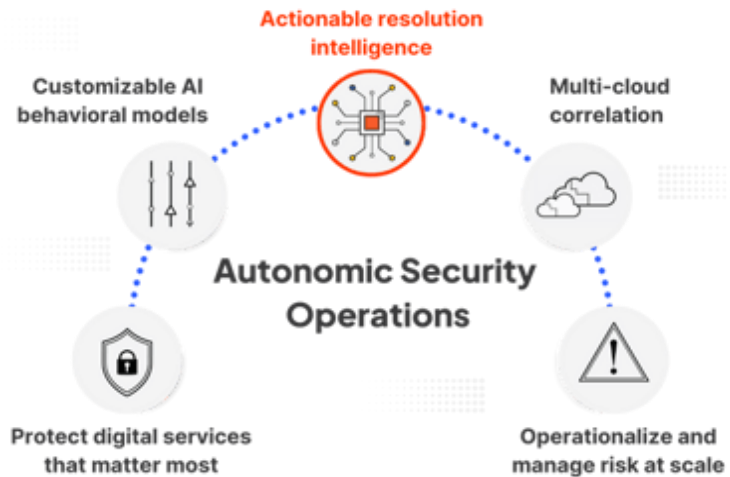 Actionable resolution
intelligence
Customizable AI
behavioral models
Multi-cloud
correlation
Autonomic Security
Operations
Protect digital services
that matter most
Operationalize and
manage risk at scale